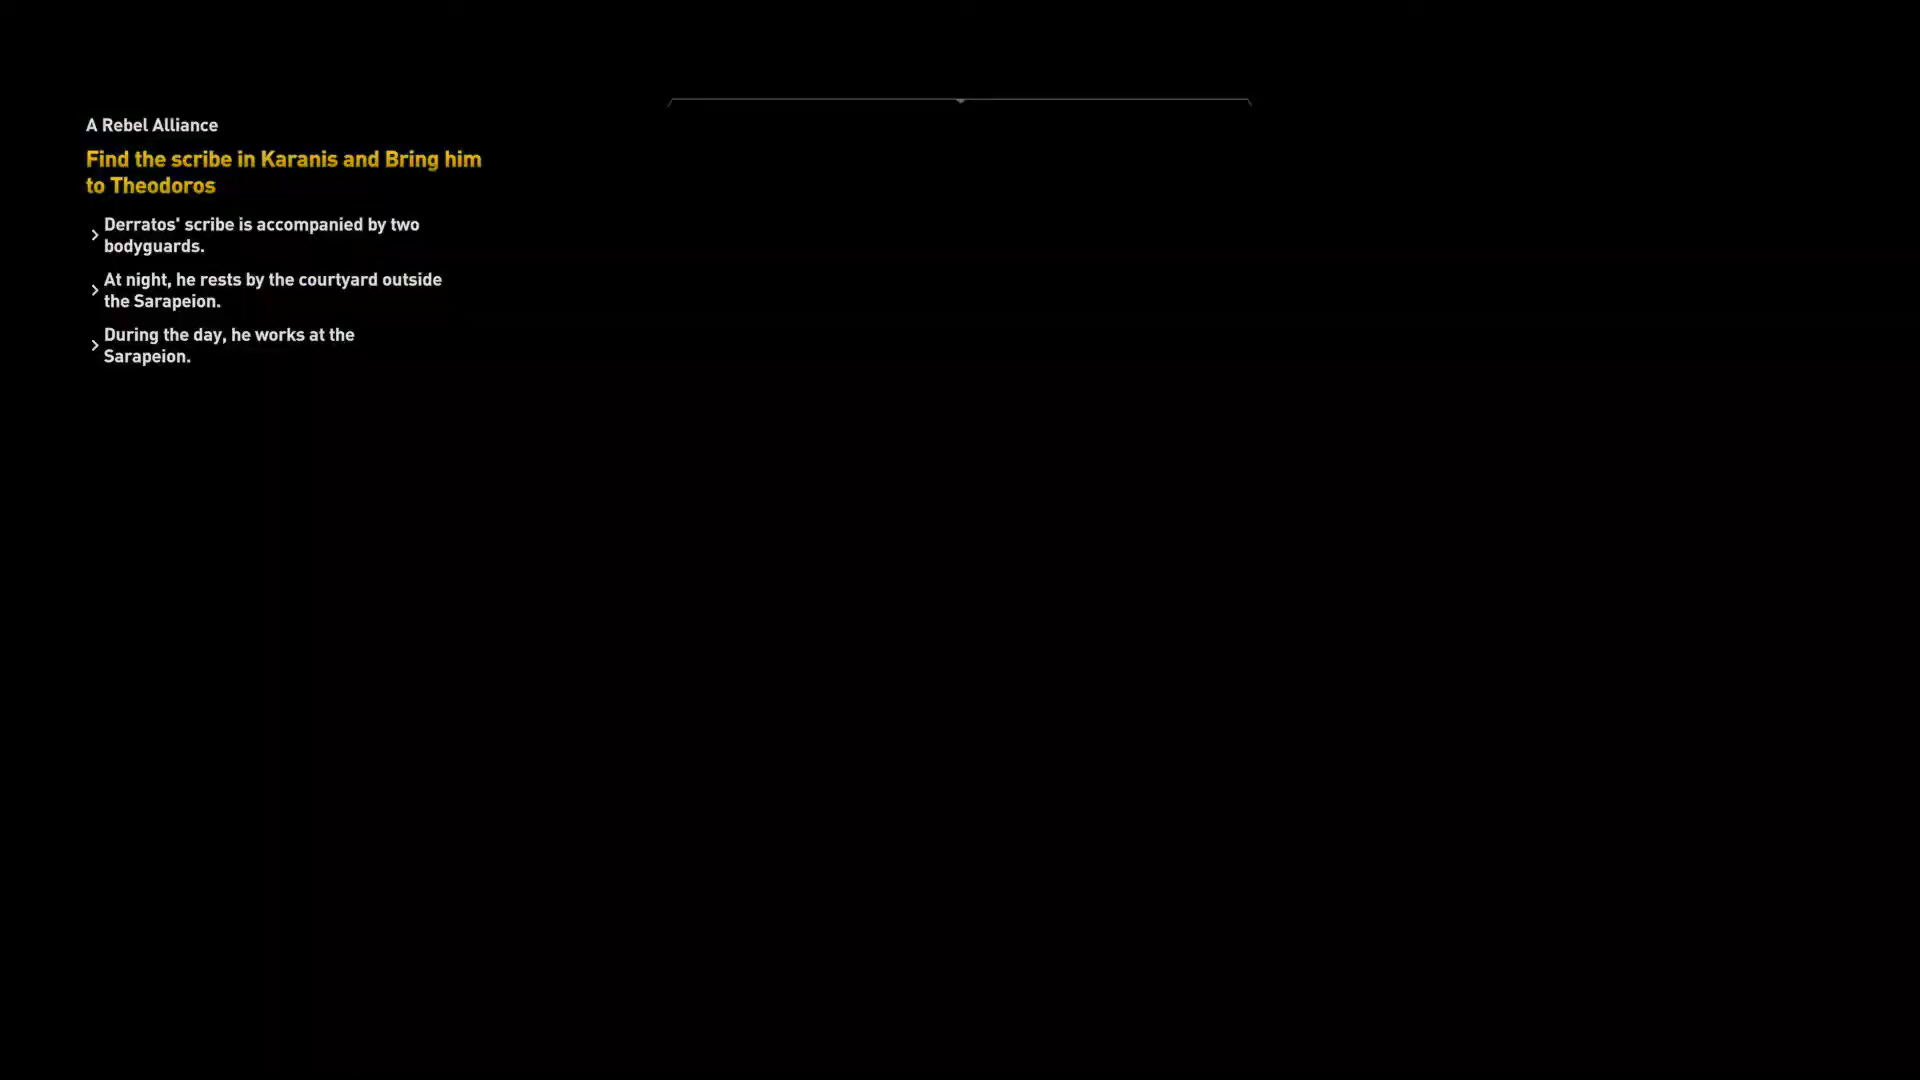 A Rebel Alliance
Find the scribe in Karanis and Bring him
to Theodoros
Derratos' scribe is accompanied by two
bodyguards.
At night, he rests by the courtyard outside
the Sarapeion.
During the day, he works at the
Sarapeion.